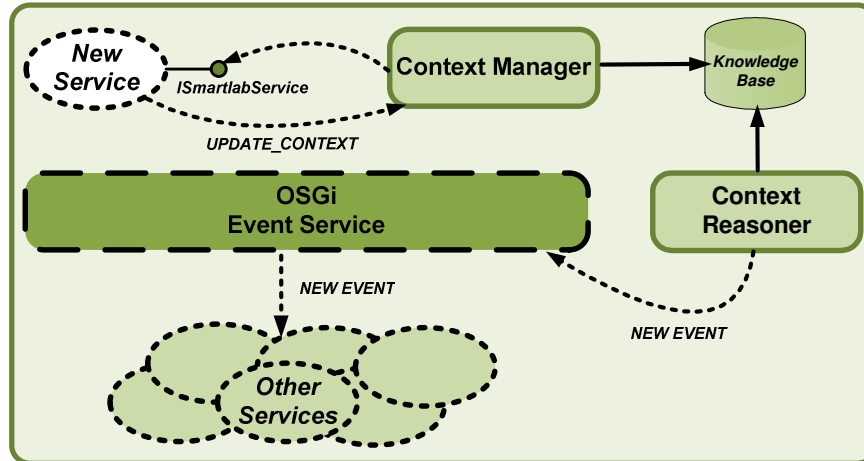 New
Service
ISmartlabService
Context Manager
Knowledge
Base
UPDATE_CONTEXT
OSGi
Event Service
Context
Reasoner
NEW EVENT
NEW EVENT
Other
Services